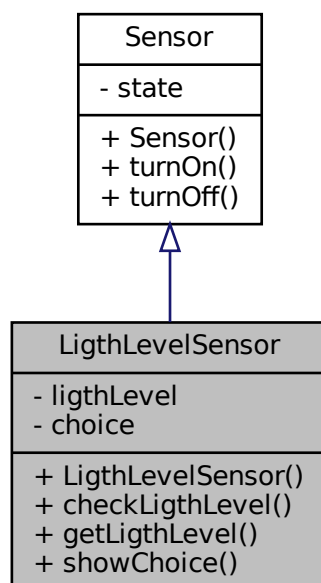 Sensor
- state
+ Sensor()
+ turnOn()
+ turnOff()
LigthLevelSensor
- ligthLevel
- choice
+ LigthLevelSensor()
+ checkLigthLevel()
+ getLigthLevel()
+ showChoice()